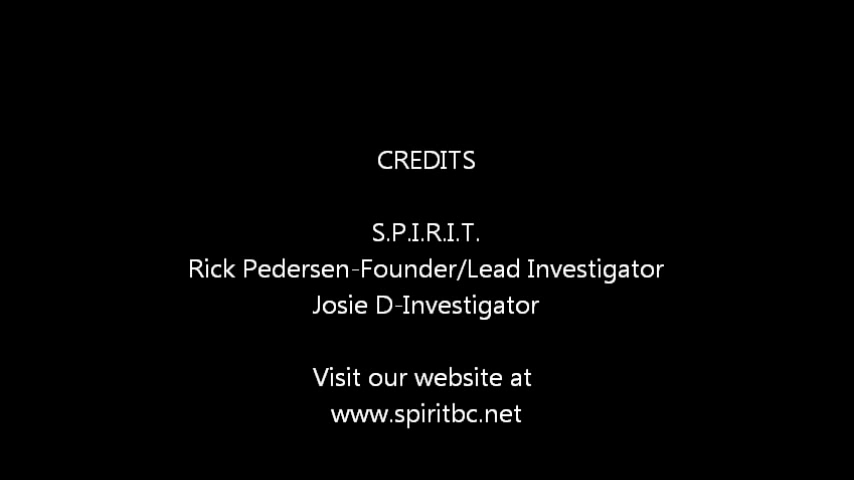 CREDITS
S.P.I.R.I.T.
Rick Pedersen-Founder/Lead Investigator
Josie D-Investigator
Visit our website at
www.spiritbc.net